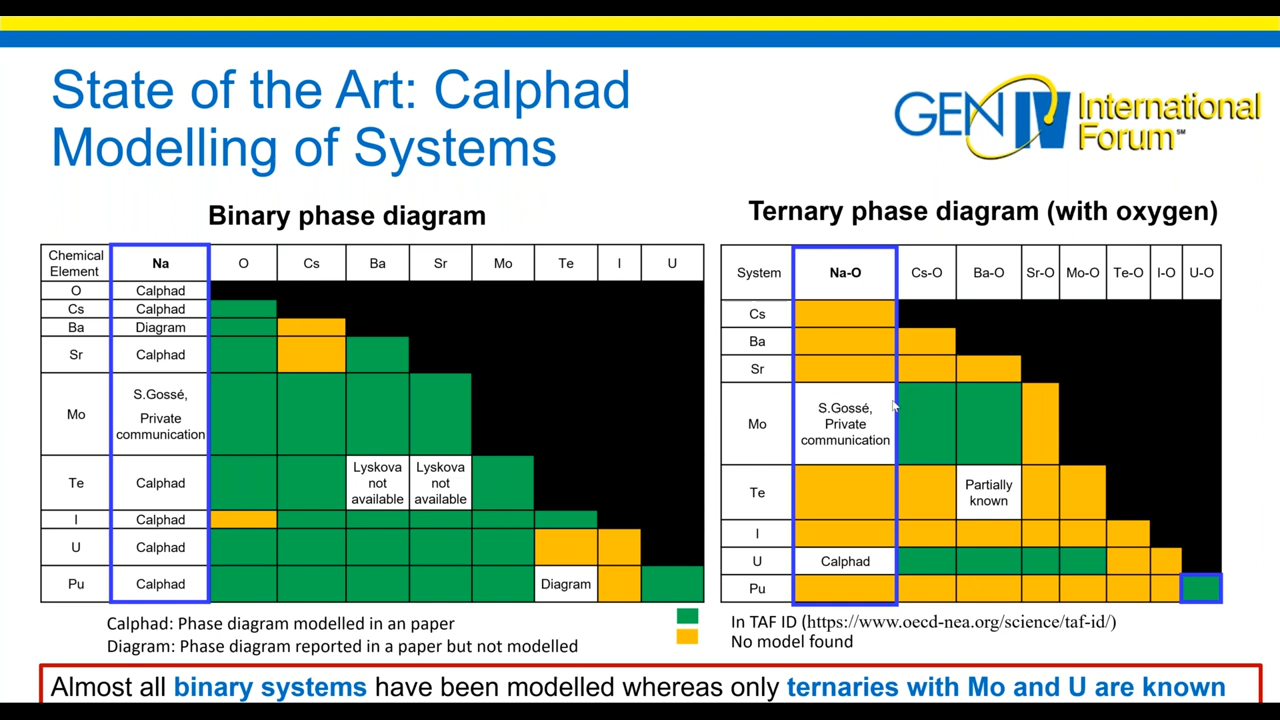 State of the Art: Calphad
Modelling of Systems
GEN IV International
Forum℠
Binary phase diagram
Ternary phase diagram (with oxygen)
Chemical
Element
Na
O
Cs
Ba
Sr
Mo
Te
I
U
O
Calphad
Cs
Calphad
Ba
Diagram
Sr
Calphad
Mo
S.Gossé,
Private
communication
Te
Calphad
Lyskova
not
available
Lyskova
not
available
I
Calphad
U
Calphad
Pu
Calphad
Diagram
System
Na-O
Cs-O
Ba-O
Sr-O
Mo-O
Te-O
I-O
U-O
Cs
Ba
Sr
Mo
S.Gossé,
Private
communication
Te
Partially
known
I
U
Calphad
Pu
Calphad: Phase diagram modelled in an paper
Diagram: Phase diagram reported in a paper but not modelled
In TAF ID (https://www.oecd-nea.org/science/taf-id/)
No model found
Almost all binary systems have been modelled whereas only ternaries with Mo and U are known